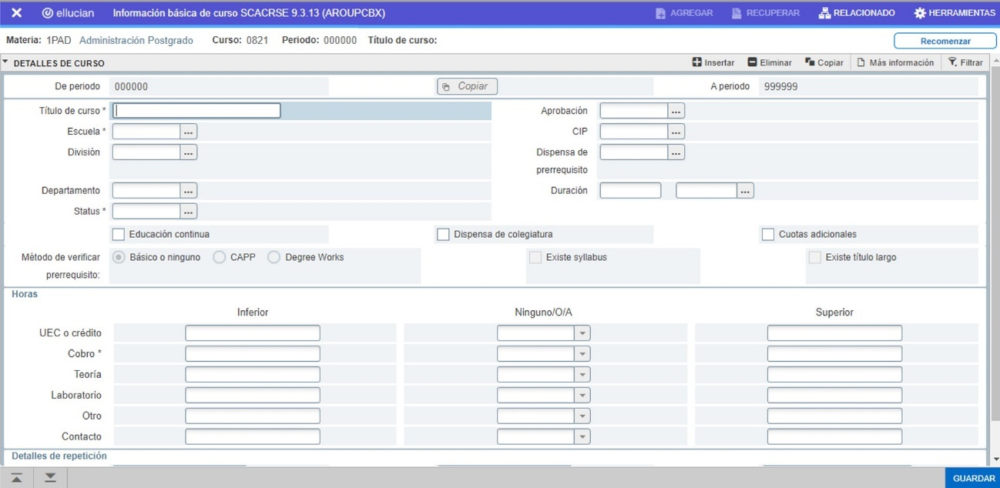 ellucian Información básica de curso SCACRSE 9.3.13 (AROUPCBX) AGREGAR RECUPERAR RELACIONADO HERRAMIENTAS
Materia: 1PAD Administración Postgrado Curso: 0821 Periodo: 000000 Título de curso: Recomenzar
DETALLES DE CURSO Insertar Eliminar Copiar Más información Filtrar
De periodo 000000 Copiar A periodo 999999
Título de curso * Aprobación ...
Escuela * ... CIP ...
División ... Dispensa de ...
prerrequisito
Departamento ... Duración ...
Status * ...
Educación continua Dispensa de colegiatura Cuotas adicionales
Método de verificar Básico o ninguno CAPP Degree Works Existe syllabus Existe título largo
prerrequisito:
Horas
Inferior Ninguno/O/A Superior
UEC o crédito
Cobro *
Teoría
Laboratorio
Otro
Contacto
Detalles de repetición
GUARDAR